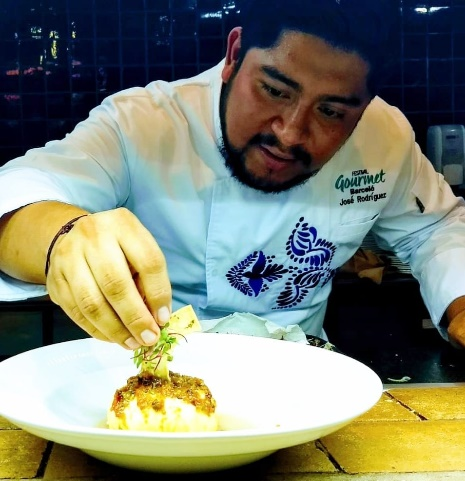 FESTIVAL
Gourmet
Barceló
José Rodríguez